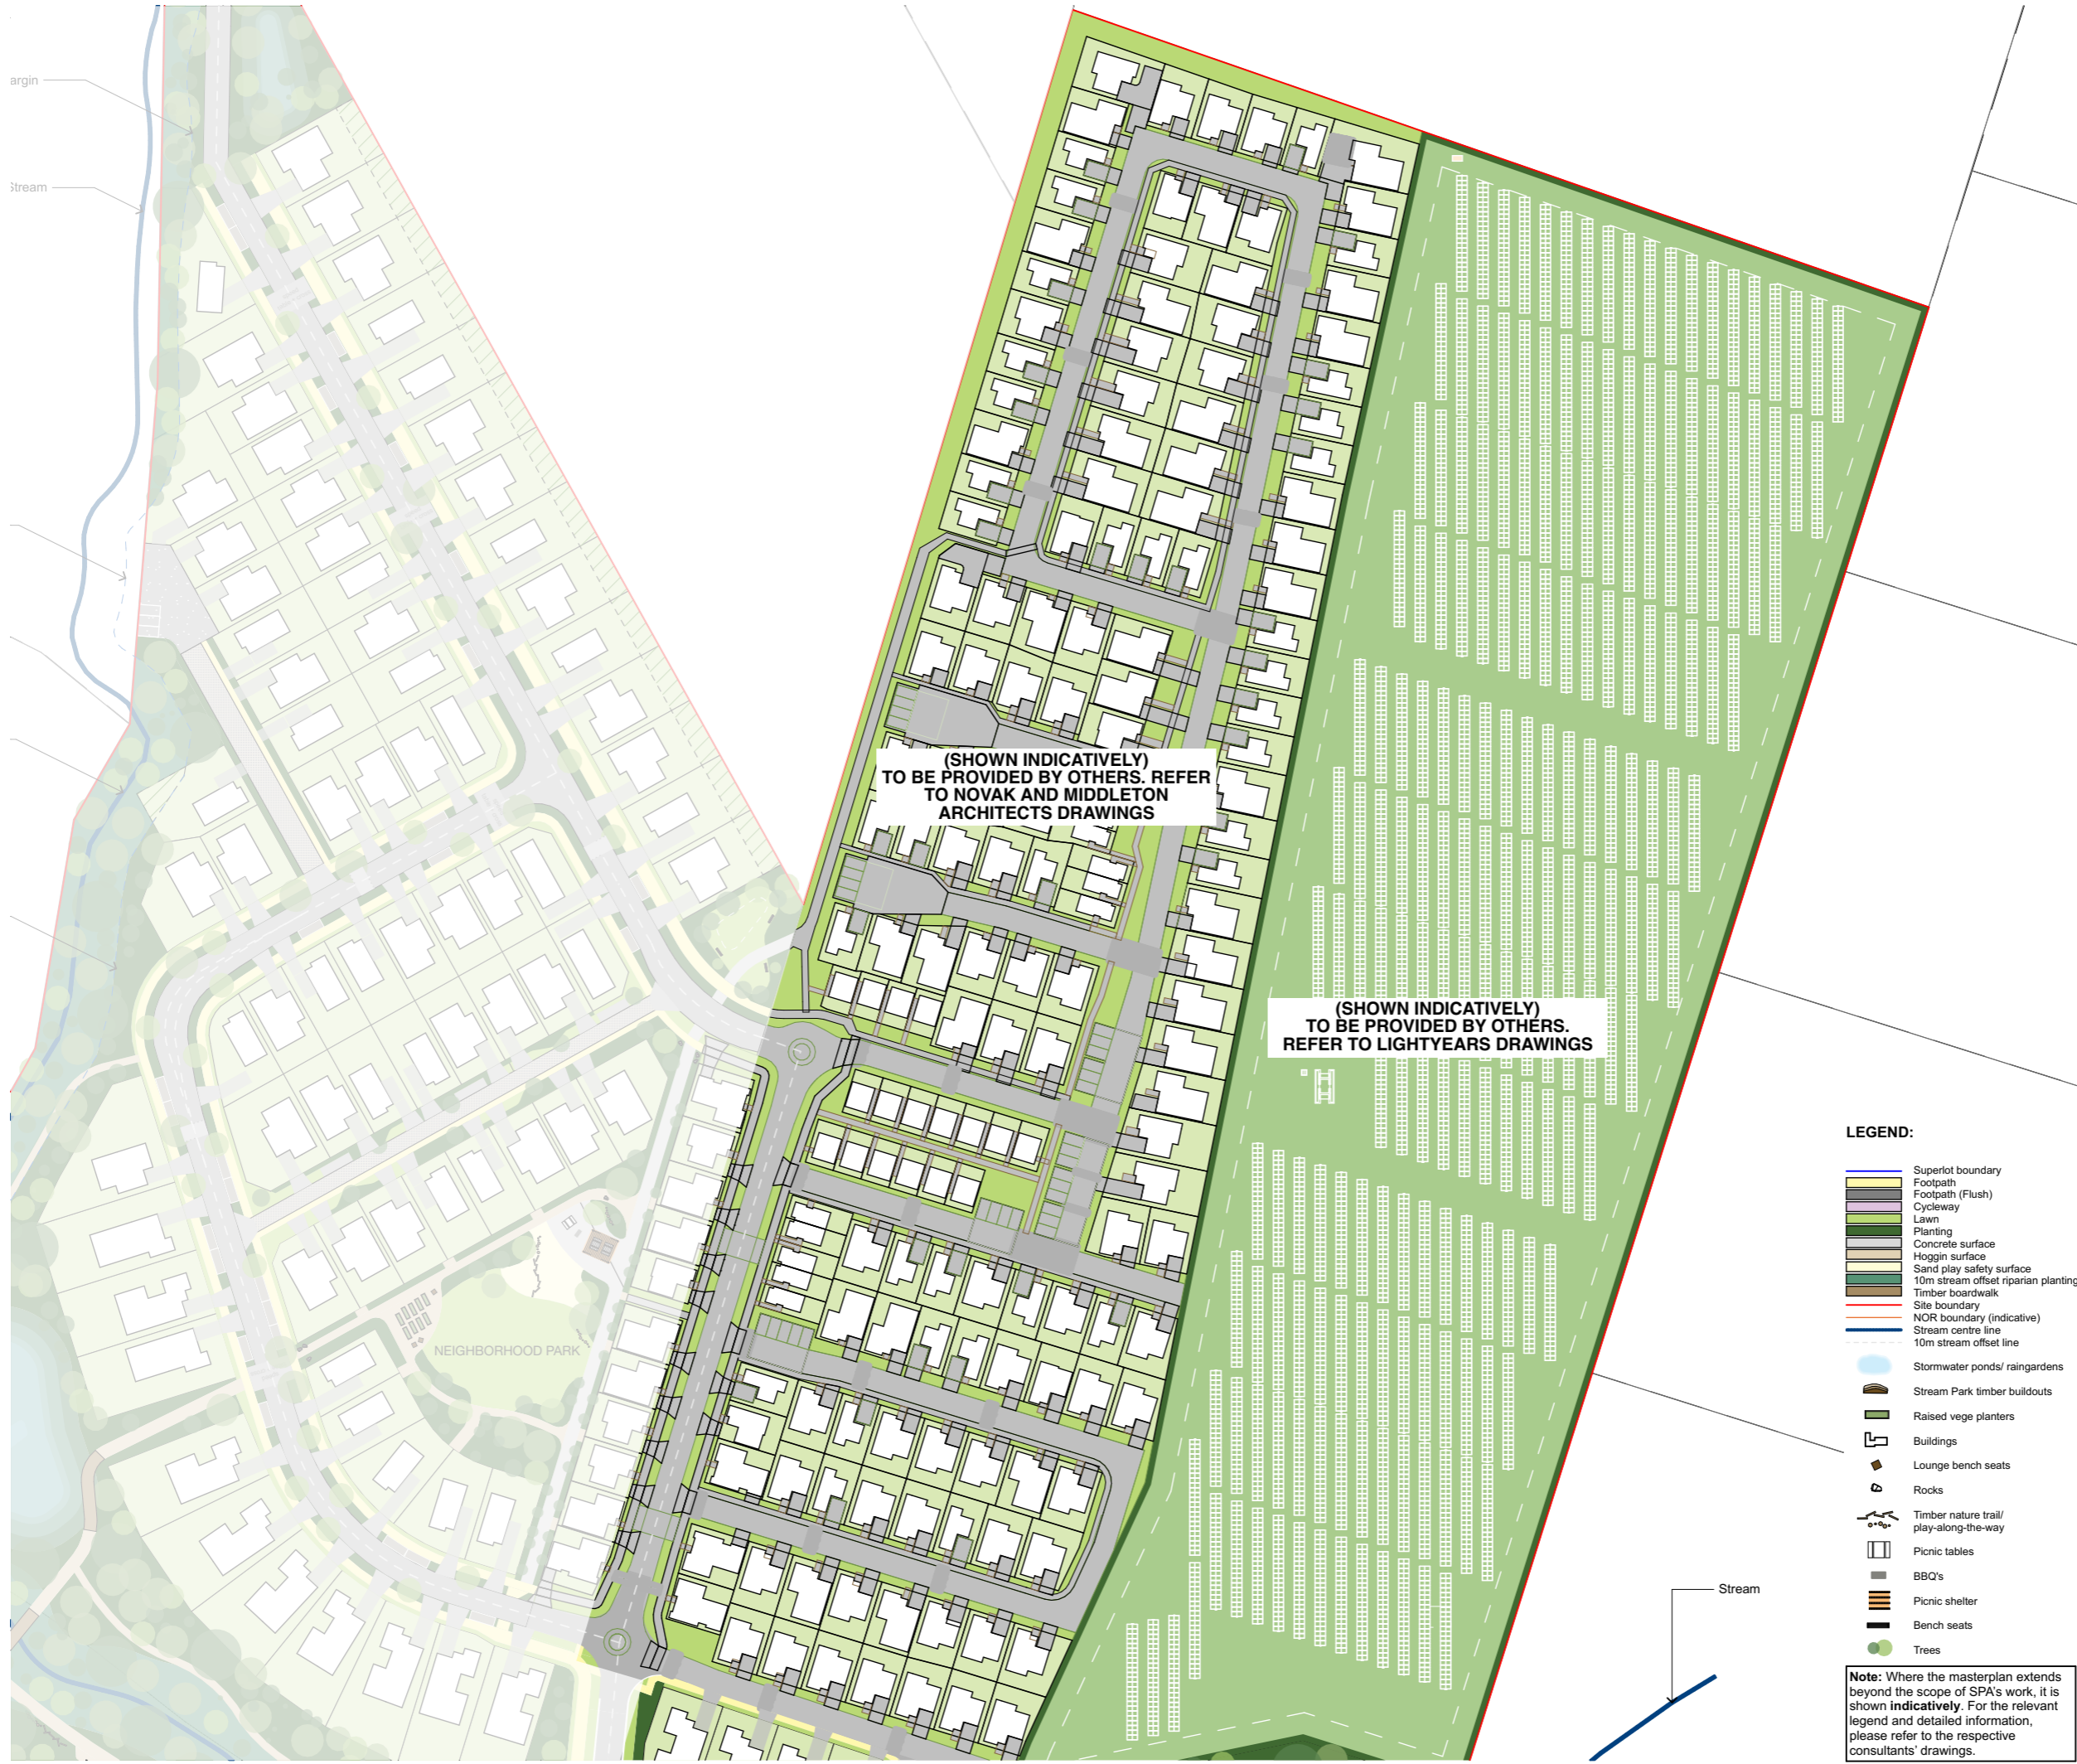 argin
Stream
(SHOWN INDICATIVELY)
TO BE PROVIDED BY OTHERS. REFER
TO NOVAK AND MIDDLETON
ARCHITECTS DRAWINGS
(SHOWN INDICATIVELY)
TO BE PROVIDED BY OTHERS.
REFER TO LIGHTYEARS DRAWINGS
NEIGHBORHOOD PARK
Stream
LEGEND:
Superlot boundary
Footpath
Footpath (Flush)
Cycleway
Lawn
Planting
Concrete surface
Hoggin surface
Sand play safety surface
10m stream offset riparian planting
Timber boardwalk
Site boundary
NOR boundary (indicative)
Stream centre line
10m stream offset line
Stormwater ponds/ raingardens
Stream Park timber buildouts
Raised vege planters
Buildings
Lounge bench seats
Rocks
Timber nature trail/
play-along-the-way
Picnic tables
BBQ's
Picnic shelter
Bench seats
Trees
Note: Where the masterplan extends
beyond the scope of SPA's work, it is
shown indicatively. For the relevant
legend and detailed information,
please refer to the respective
consultants' drawings.